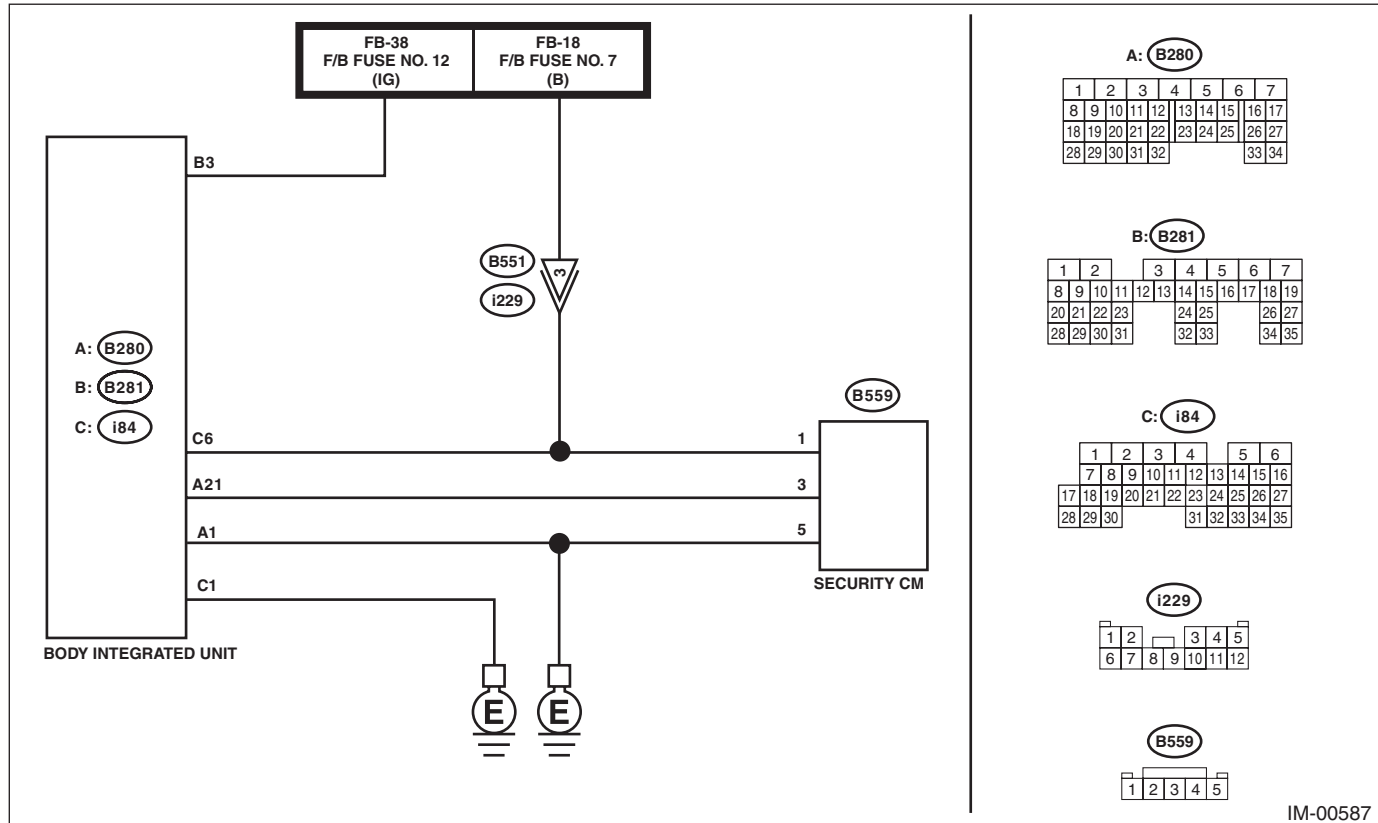 FB-38
F/B FUSE NO. 12
(IG)
FB-18
F/B FUSE NO. 7
(B)
B3
B551
3
i229
A: B280
B: B281
C: i84
B559
C6
1
A21
3
A1
5
C1
SECURITY CM
BODY INTEGRATED UNIT
E E
A: B280
1 2 3 4 5 6 7
8 9 10 11 12 13 14 15 16 17
18 19 20 21 22 23 24 25 26 27
28 29 30 31 32 33 34
B: B281
1 2 3 4 5 6 7
8 9 10 11 12 13 14 15 16 17 18 19
20 21 22 23 24 25 26 27
28 29 30 31 32 33 34 35
C: i84
1 2 3 4 5 6
7 8 9 10 11 12 13 14 15 16
17 18 19 20 21 22 23 24 25 26 27
28 29 30 31 32 33 34 35
i229
1 2 3 4 5
6 7 8 9 10 11 12
B559
1 2 3 4 5
IM-00587